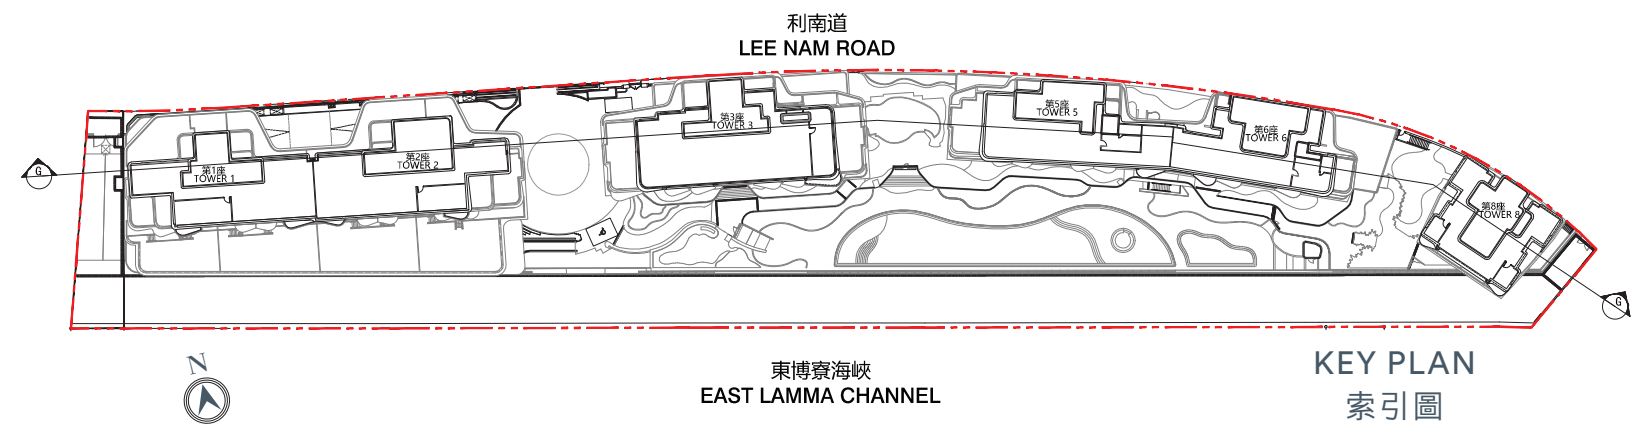 利南道
LEE NAM ROAD
第1座
TOWER 1
第2座
TOWER 2
第3座
TOWER 3
第5座
TOWER 5
第6座
TOWER 6
第8座
TOWER 8
G
G
N
東博寮海峽
EAST LAMMA CHANNEL
KEY PLAN
索引圖